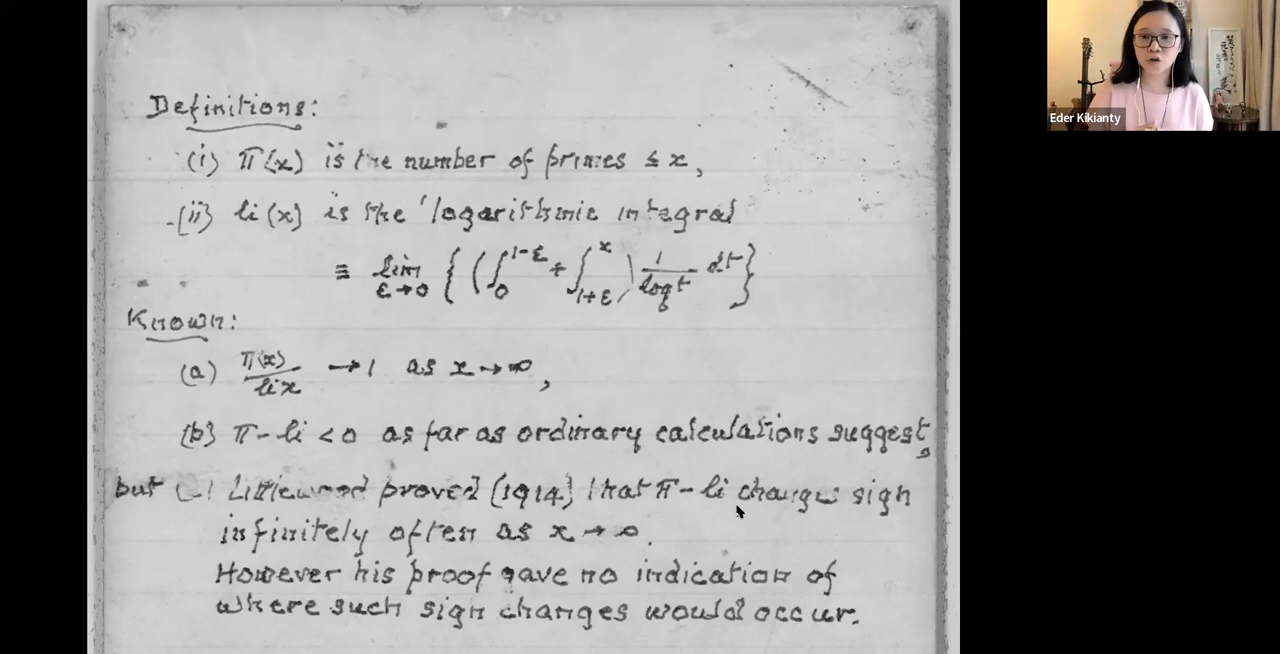 Definitions:
(i) π(x) is the number of primes ≤ x,
(ii) li(x) is the 'logarithmic integral
≡ lim ε→0 { ( ∫_0^{1-ε} + ∫_{1+ε}^x ) 1/log t dt }
Known:
(a) π(x)/li x → 1 as x → ∞,
(b) π - li < 0 as far as ordinary calculations suggest,
but Littlewood proved (1914) that π - li changes sign
infinitely often as x → ∞.
However his proof gave no indication of
where such sign changes would occur.
Eder Kikianty